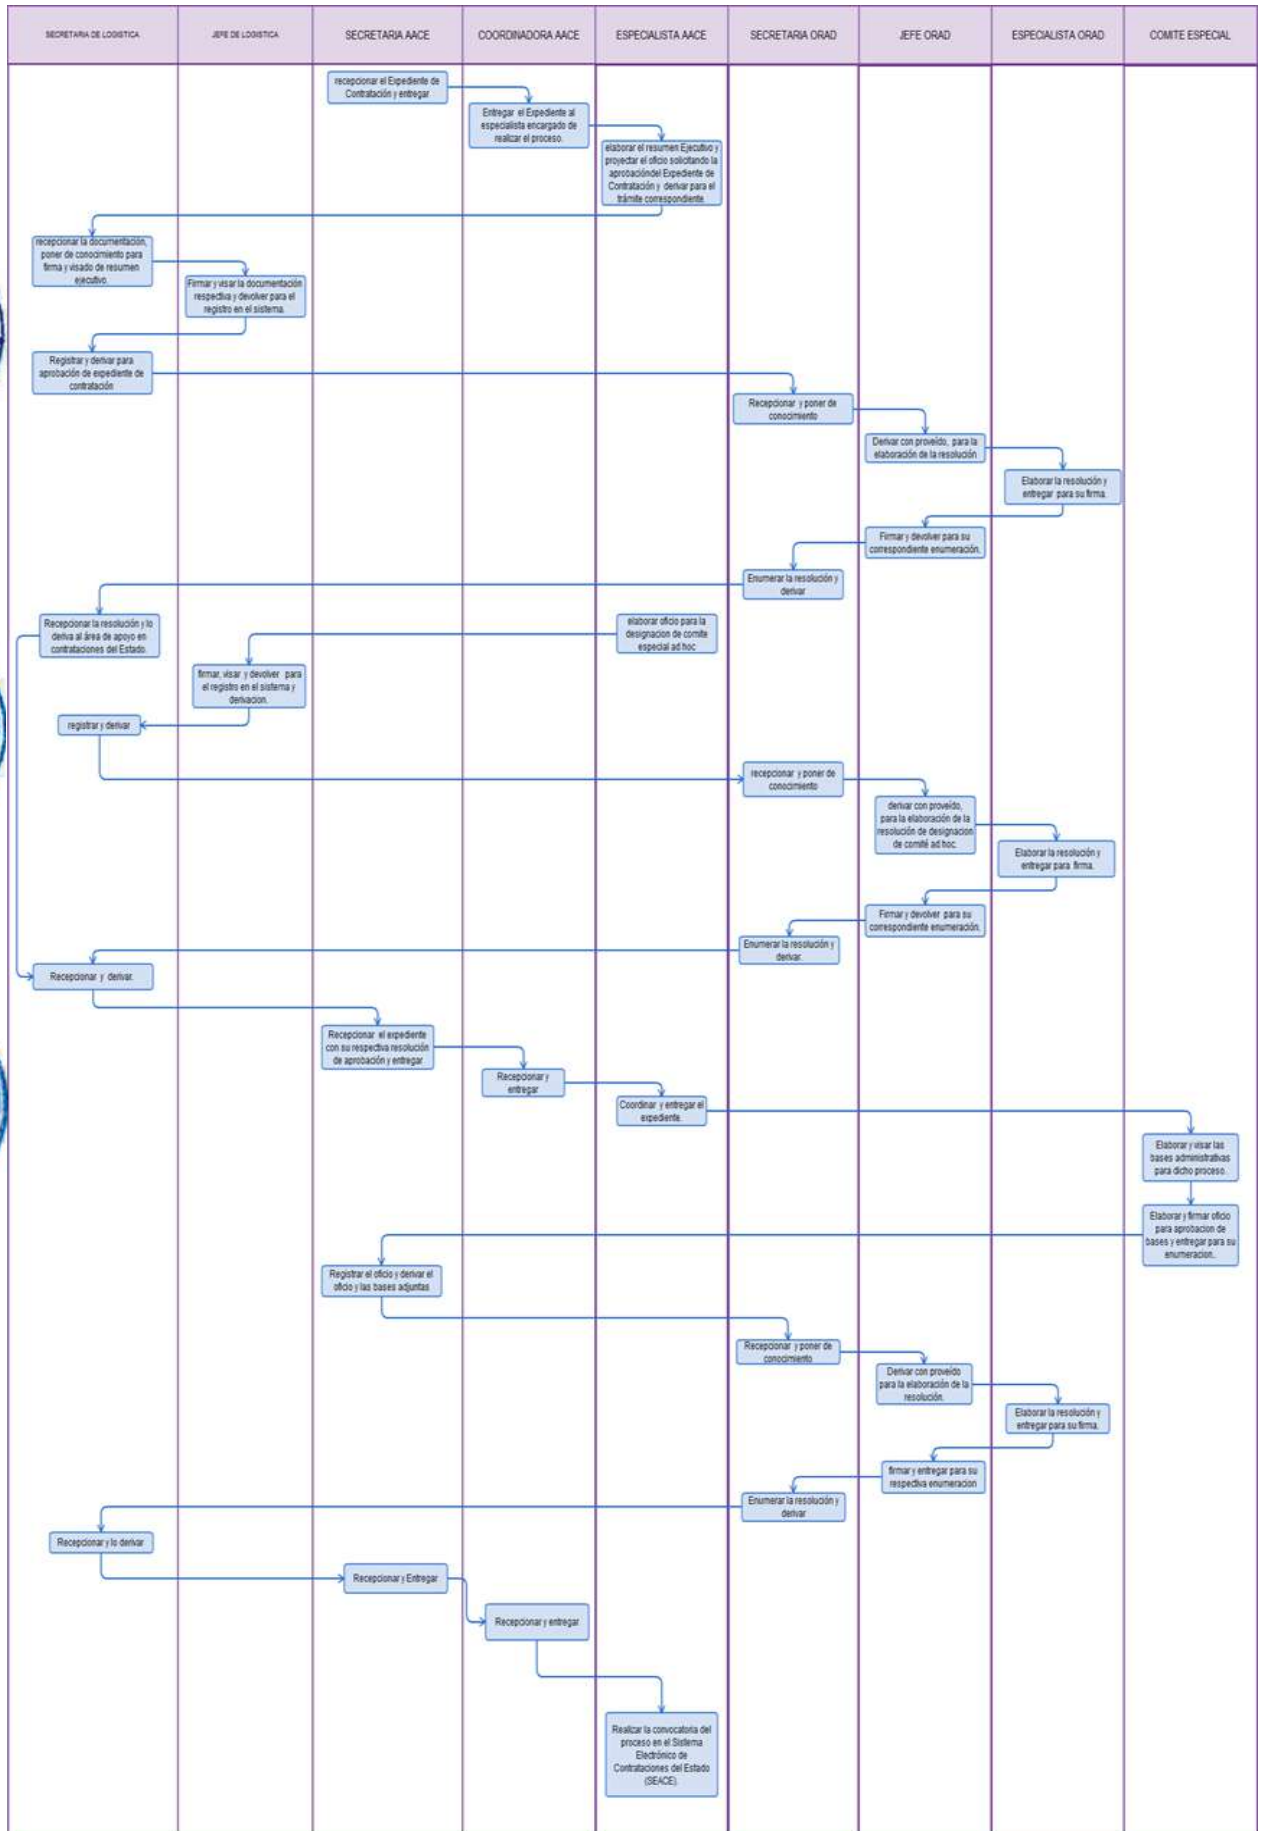 SECRETARIA DE LOGISTICA
JEFE DE LOGISTICA
SECRETARIA AACE
COORDINADORA AACE
ESPECIALISTA AACE
SECRETARIA ORAD
JEFE ORAD
ESPECIALISTA ORAD
COMITE ESPECIAL
recepcionar el Expediente de
Contratación y entregar
Entregar el Expediente al
especialista encargado de
realizar el proceso.
elaborar el resumen Ejecutivo y
proyectar el oficio solicitando la
aprobacióndel Expediente de
Contratación y derivar para el
trámite correspondiente.
recepcionar la documentación,
poner de conocimiento para
firma y visado de resumen
ejecutivo.
Firmar y visar la documentación
respectiva y devolver para el
registro en el sistema.
Registrar y derivar para
aprobación de expediente de
contratación
Recepcionar y poner de
conocimiento
Derivar con proveído, para la
elaboración de la resolución
Elaborar la resolución y
entregar para su firma.
Firmar y devolver para su
correspondiente enumeración.
Enumerar la resolución y
derivar
Recepcionar la resolución y lo
deriva al área de apoyo en
contrataciones del Estado.
elaborar oficio para la
designacion de comite
especial ad hoc
firmar, visar y devolver para
el registro en el sistema y
derivacion.
registrar y derivar
recepcionar y poner de
conocimiento
derivar con proveído,
para la elaboración de la
resolución de designacion
de comité ad hoc.
Elaborar la resolución y
entregar para firma.
Firmar y devolver para su
correspondiente enumeración.
Enumerar la resolución y
derivar.
Recepcionar y derivar.
Recepcionar el expediente
con su respectiva resolución
de aprobación y entregar
Recepcionar y
entregar
Coordinar y entregar el
expediente.
Elaborar y visar las
bases administrativas
para dicho proceso.
Elaborar y firmar oficio
para aprobacion de
bases y entregar para su
enumeracion..
Registrar el oficio y derivar el
oficio y las bases adjuntas
Recepcionar y poner de
conocimiento
Derivar con proveído
para la elaboración de la
resolución.
Elaborar la resolución y
entregar para su firma.
firmar y entregar para su
respectiva enumeracion
Enumerar la resolución y
derivar
Recepcionar y lo derivar
Recepcionar y Entregar
Recepcionar y entregar
Realizar la convocatoria del
proceso en el Sistema
Electrónico de
Contrataciones del Estado
(SEACE).